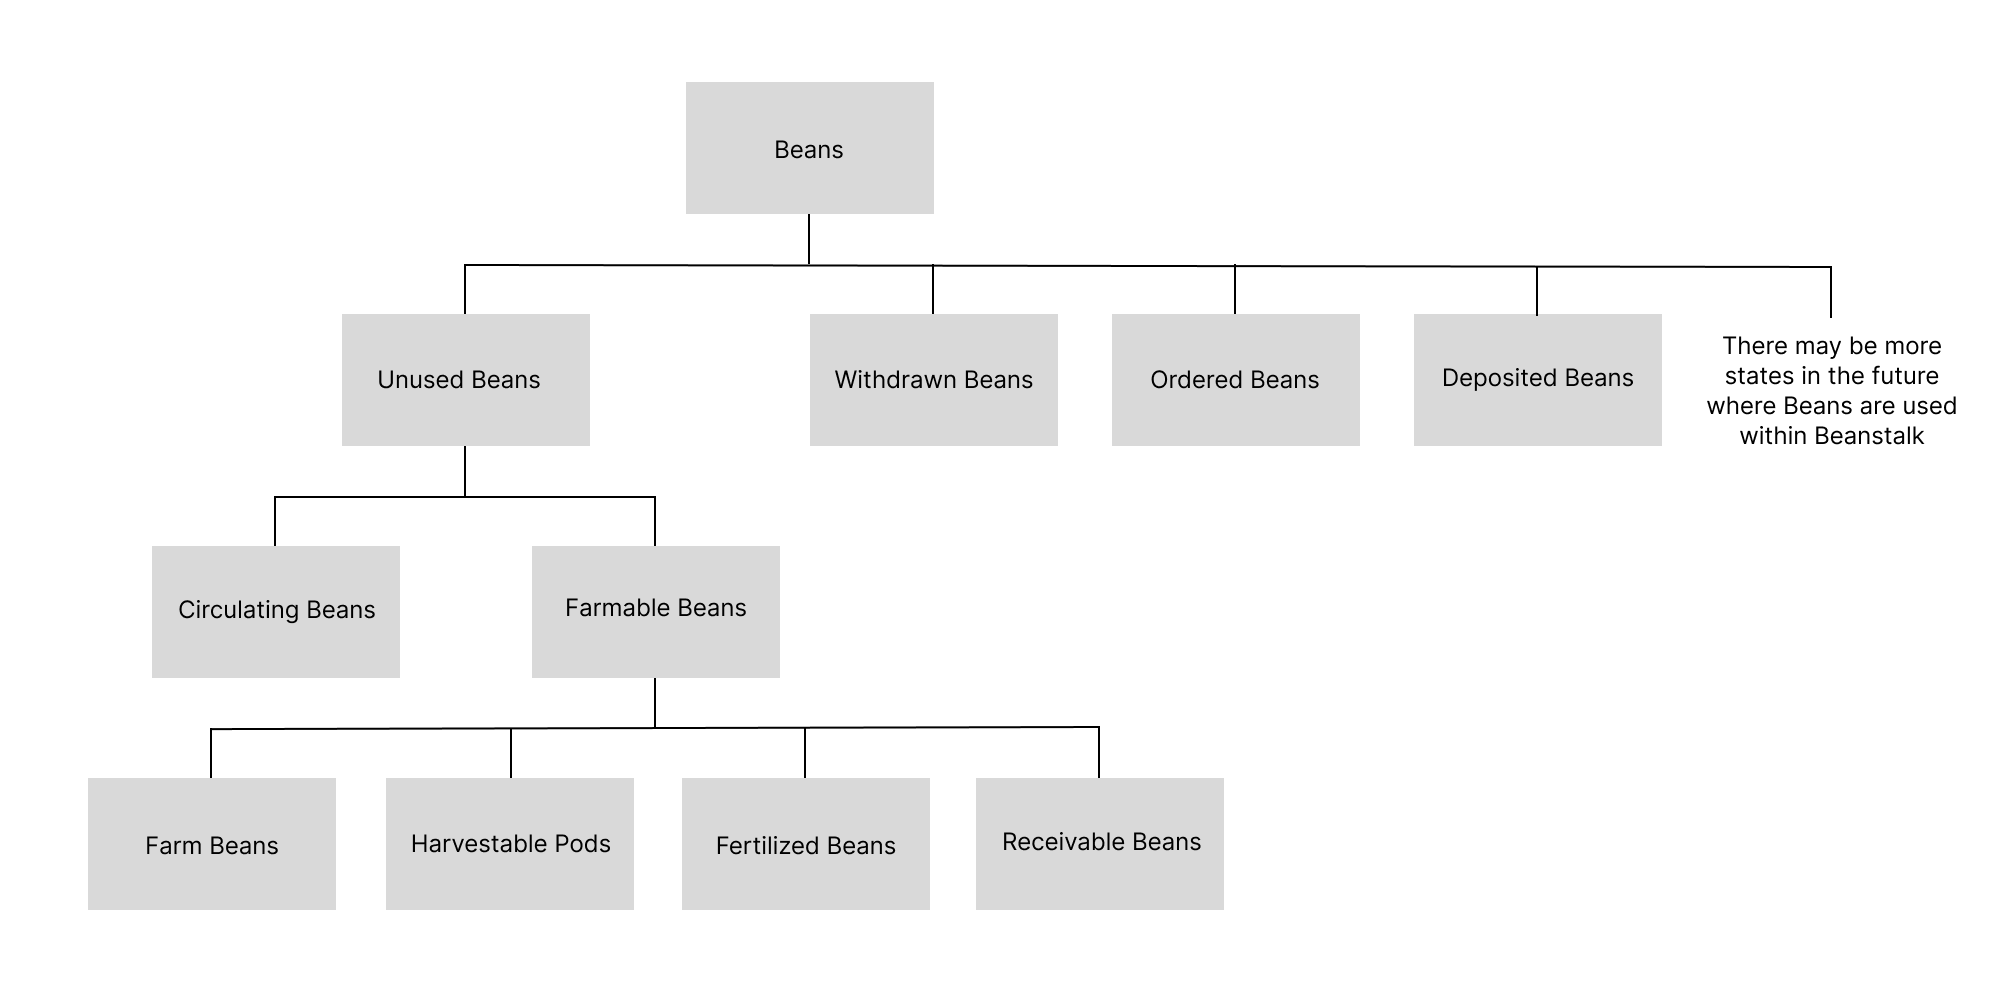 Beans
Unused Beans
Withdrawn Beans
Ordered Beans
Deposited Beans
There may be more
states in the future
where Beans are used
within Beanstalk
Circulating Beans
Farmable Beans
Farm Beans
Harvestable Pods
Fertilized Beans
Receivable Beans